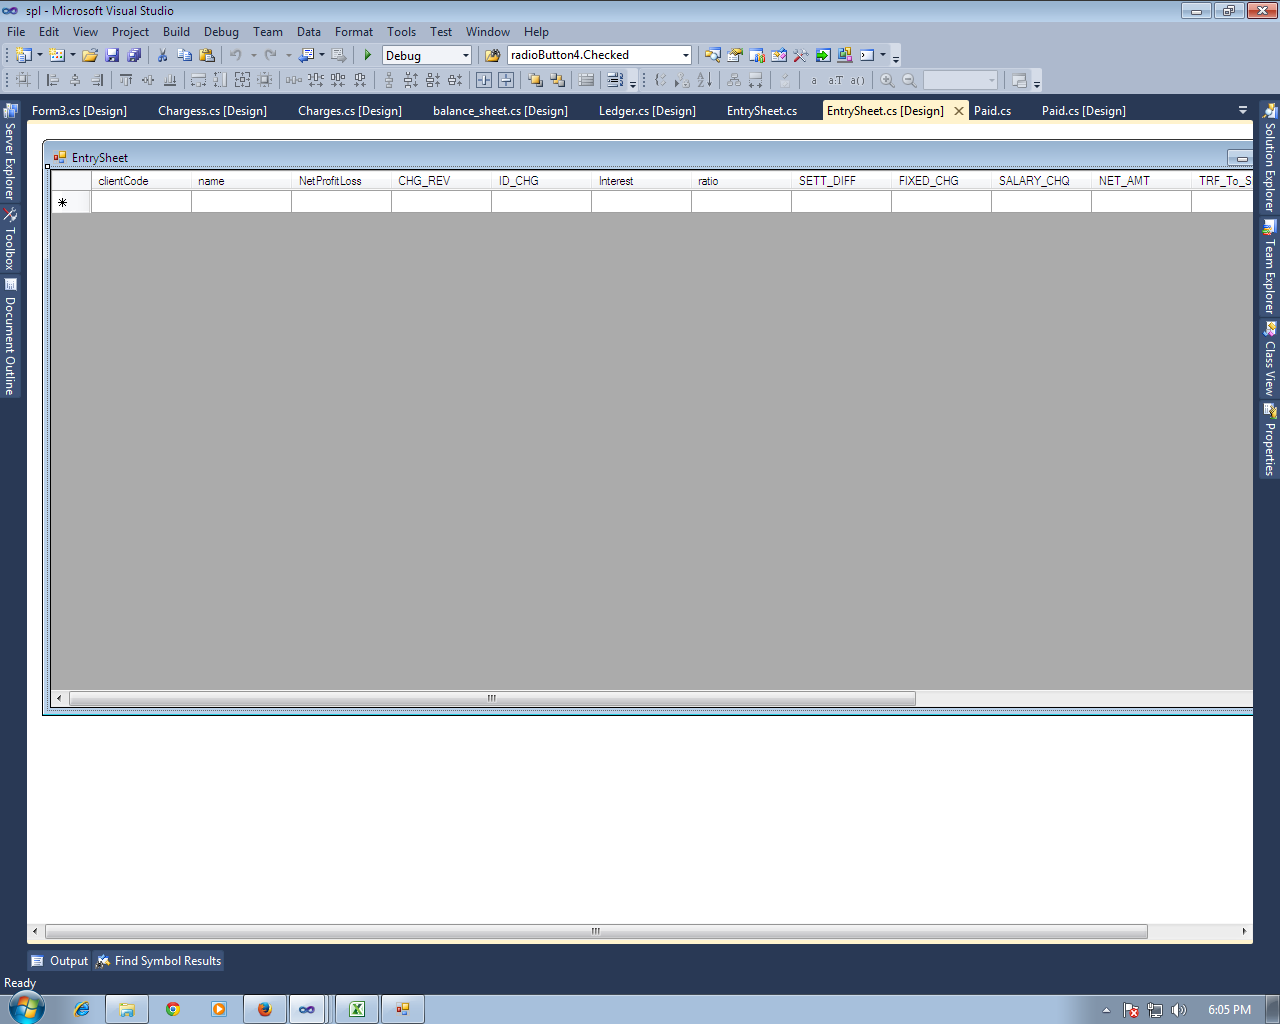 spl - Microsoft Visual Studio
File Edit View Project Build Debug Team Data Format Tools Test Window Help
Debug radioButton4.Checked
a a:T a()
Form3.cs [Design] Chargess.cs [Design] Charges.cs [Design] balance_sheet.cs [Design] Ledger.cs [Design] EntrySheet.cs EntrySheet.cs [Design] Paid.cs Paid.cs [Design]
Server Explorer
Toolbox
Document Outline
EntrySheet
clientCode name NetProfitLoss CHG_REV ID_CHG Interest ratio SETT_DIFF FIXED_CHG SALARY_CHQ NET_AMT TRF_To_S
Solution Explorer
Team Explorer
Class View
Properties
Output Find Symbol Results
Ready
6:05 PM